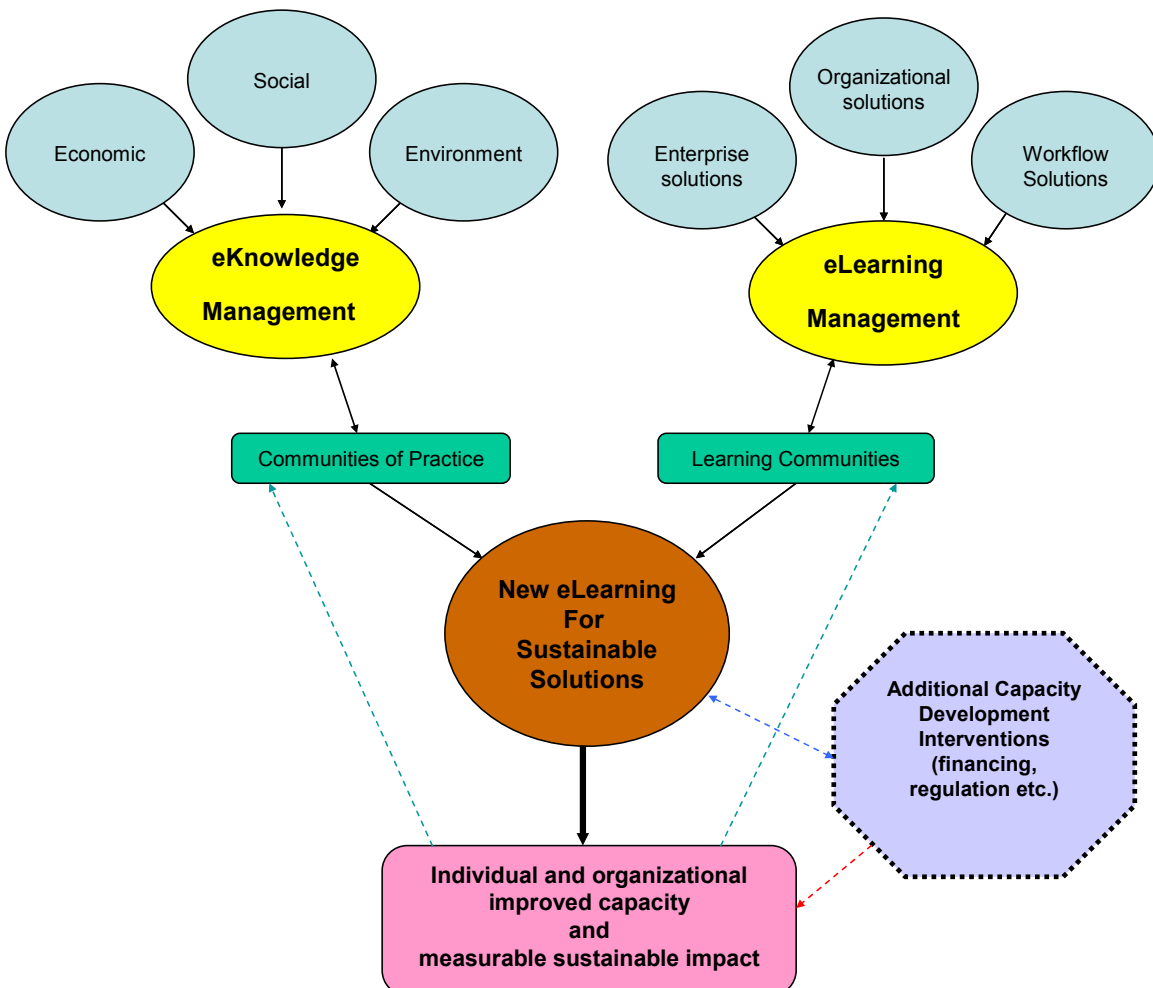 Social
Economic
Environment
Organizational
solutions
Enterprise
solutions
Workflow
Solutions
eKnowledge
Management
eLearning
Management
Communities of Practice
Learning Communities
New eLearning
For
Sustainable
Solutions
Additional Capacity
Development
Interventions
(financing,
regulation etc.)
Individual and organizational
improved capacity
and
measurable sustainable impact